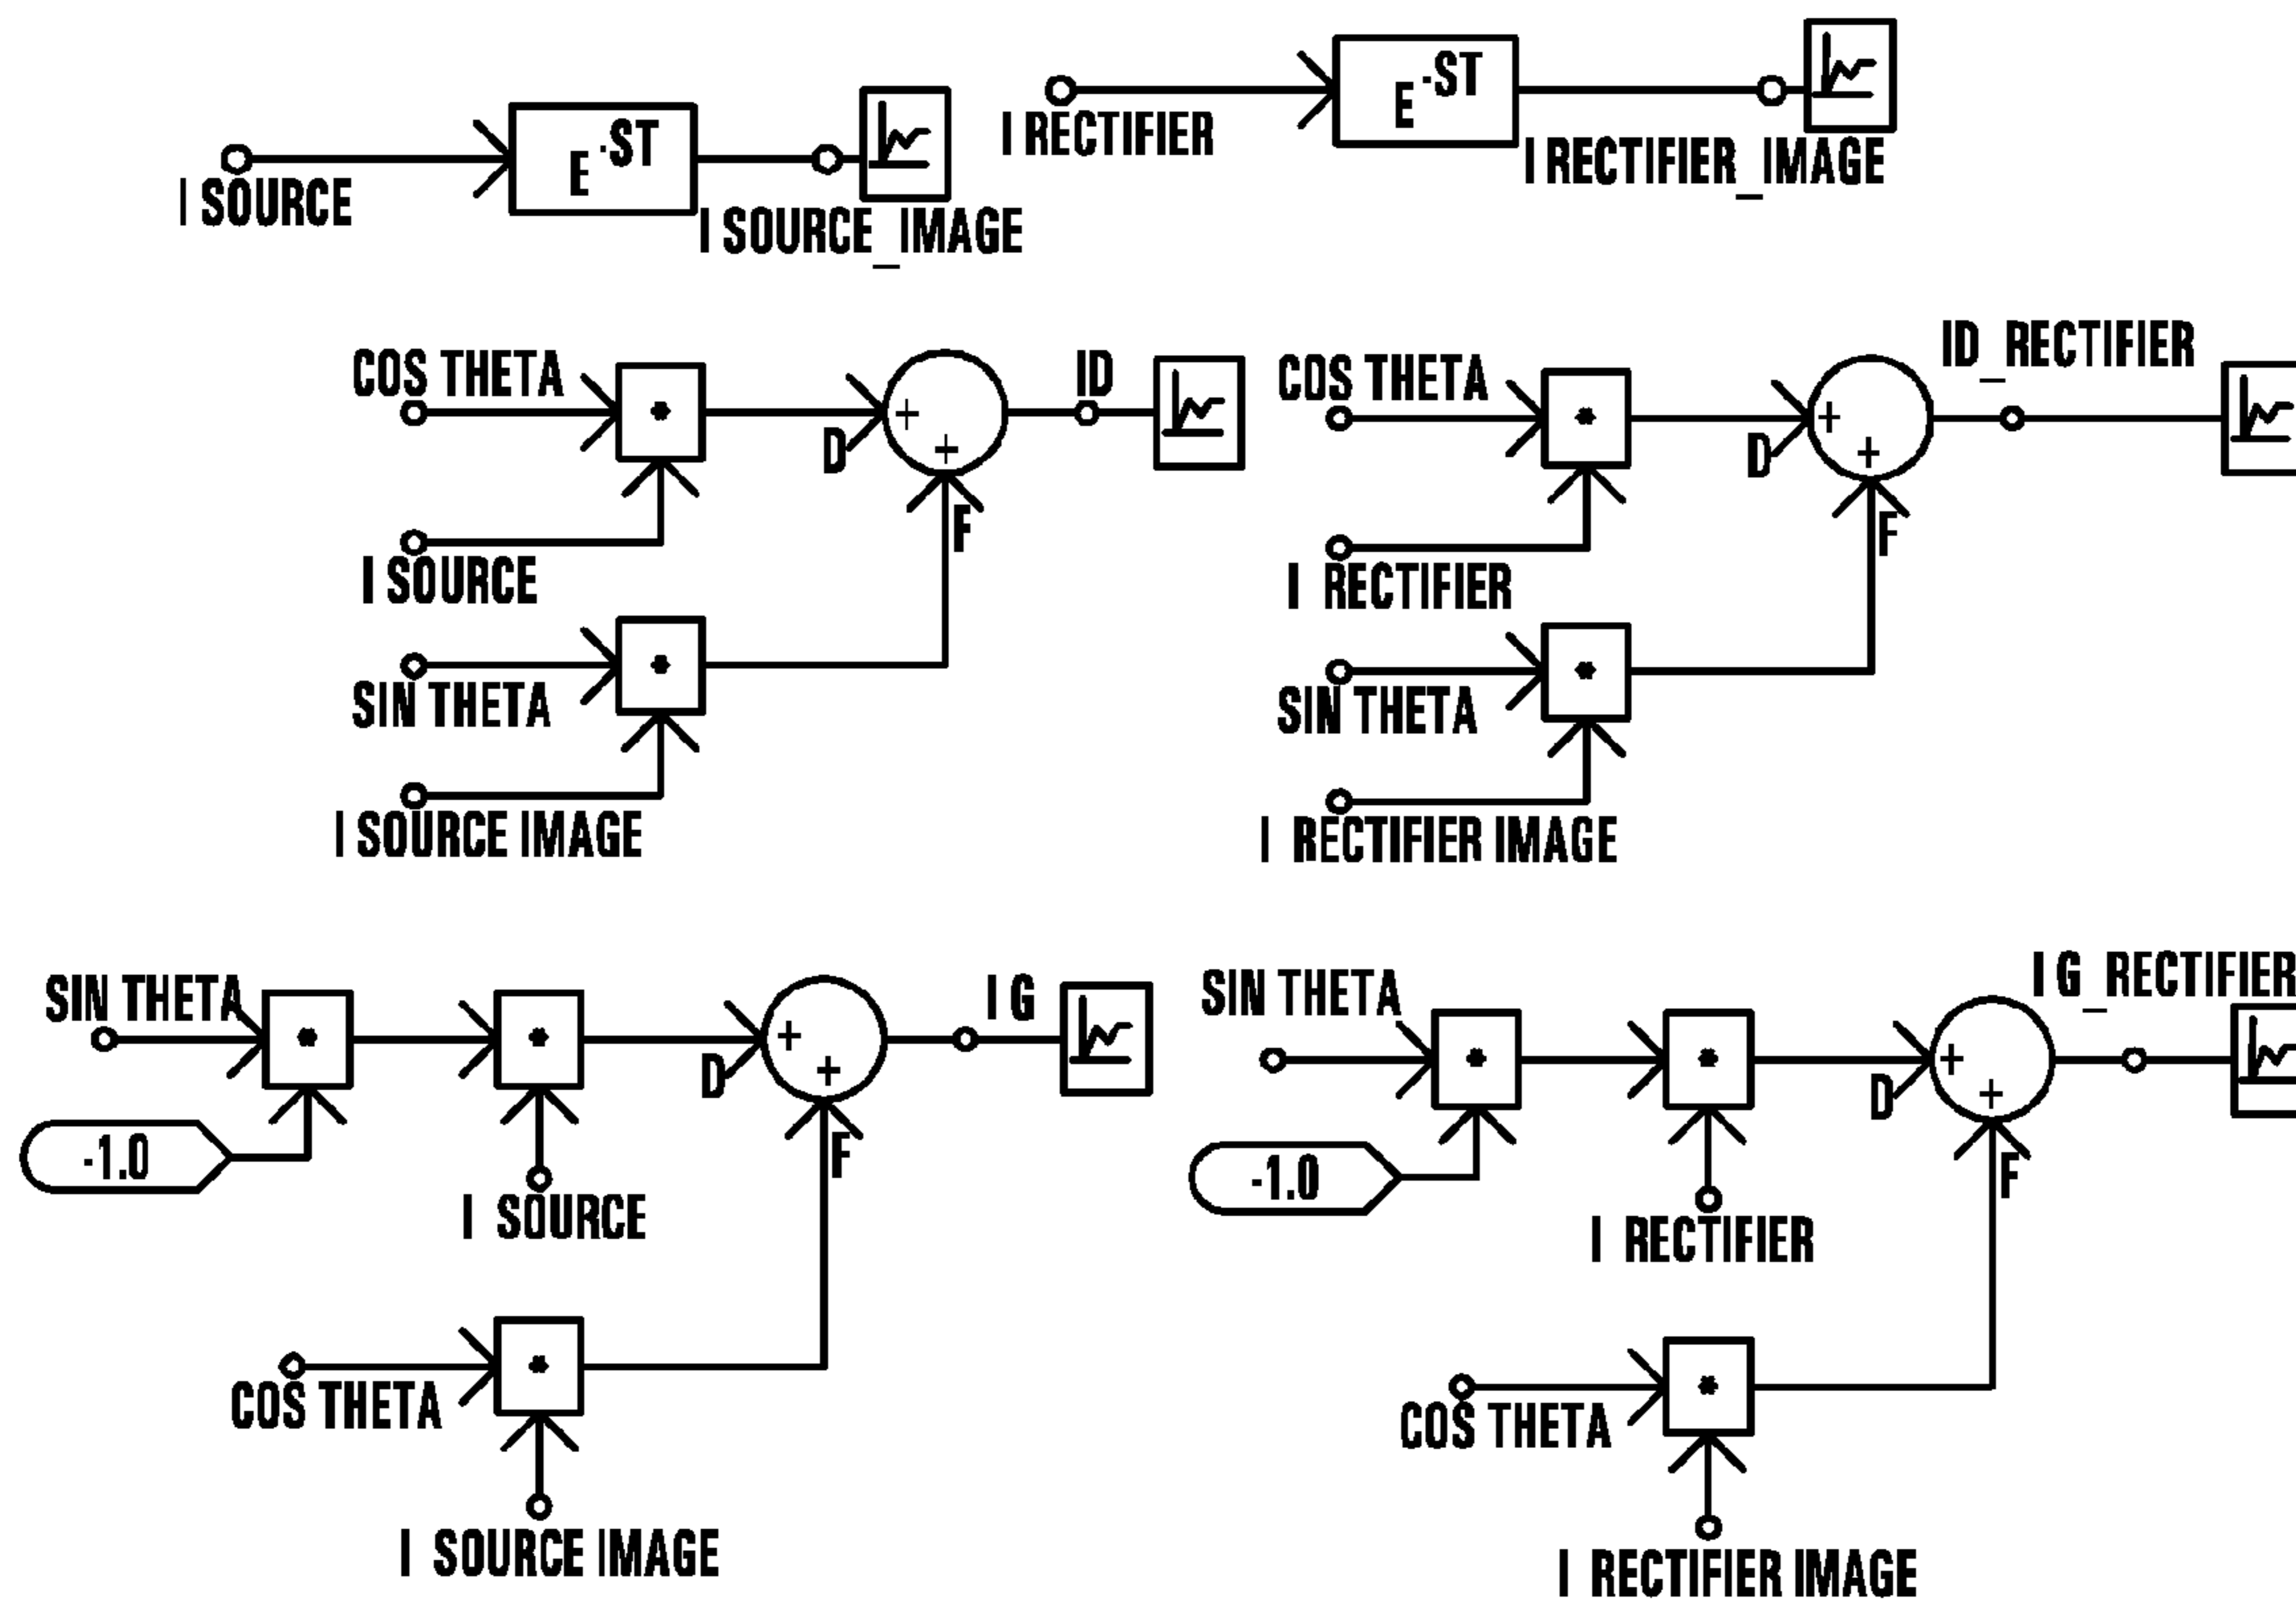 I SOURCE
E -ST
I SOURCE_IMAGE
I RECTIFIER
E -ST
I RECTIFIER_IMAGE
COS THETA
*
D
+
+
F
ID
I SOURCE
SIN THETA
*
I SOURCE IMAGE
COS THETA
*
D
+
+
F
ID_RECTIFIER
I RECTIFIER
SIN THETA
*
I RECTIFIER IMAGE
SIN THETA
*
*
D
+
+
F
I G
-1.0
I SOURCE
COS THETA
*
I SOURCE IMAGE
SIN THETA
*
*
D
+
+
F
I G_RECTIFIER
-1.0
I RECTIFIER
COS THETA
*
I RECTIFIER IMAGE